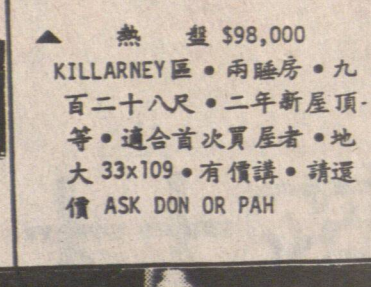 ▲ 熱 盤 $98,000
KILLARNEY區•兩睡房•九
百二十八尺•二年新屋頂•
等•適合首次買屋者•地
大 33x109•有價講•請還
價 ASK DON OR PAH